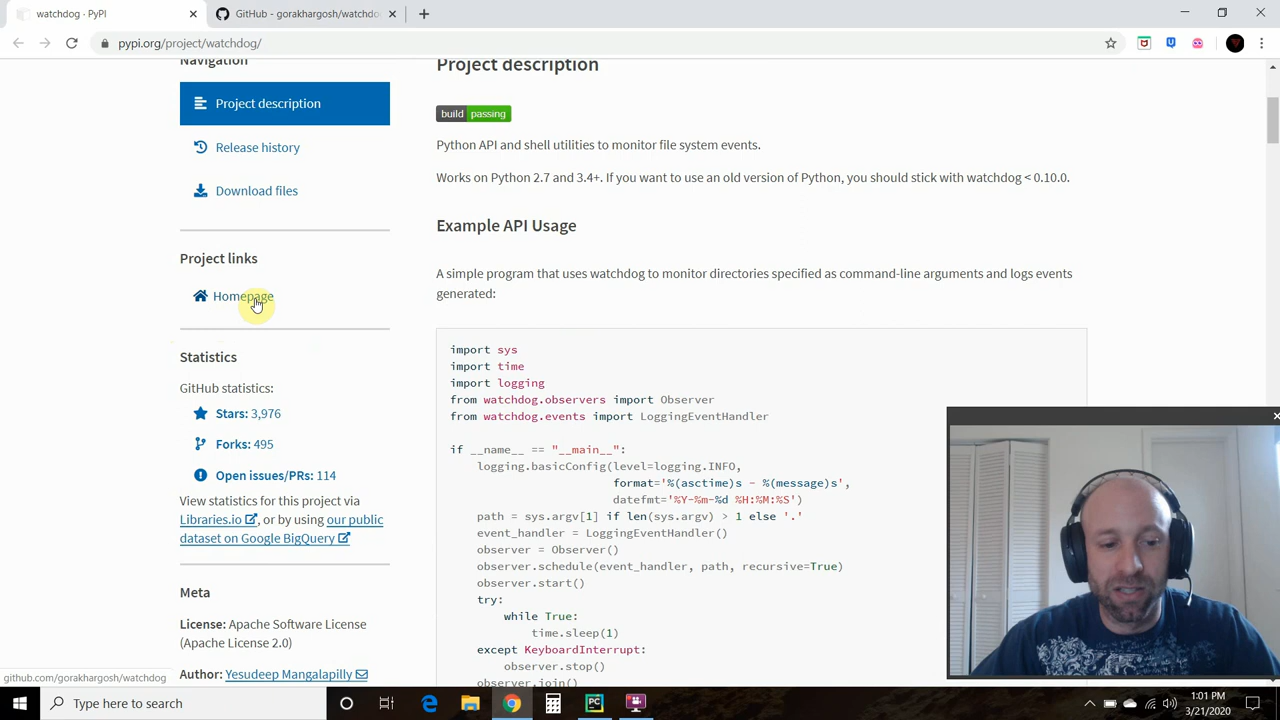 watchdog · PyPI
GitHub - gorakhargosh/watchdo
pypi.org/project/watchdog/
Navigation
Project description
Release history
Download files
Project links
Homepage
Statistics
GitHub statistics:
Stars: 3,976
Forks: 495
Open issues/PRs: 114
View statistics for this project via
Libraries.io, or by using our public
dataset on Google BigQuery
Meta
License: Apache Software License
(Apache License 2.0)
Author: Yesudeep Mangalapilly
github.com/gorakhargosh/watchdog
Project description
build passing
Python API and shell utilities to monitor file system events.
Works on Python 2.7 and 3.4+. If you want to use an old version of Python, you should stick with watchdog < 0.10.0.
Example API Usage
A simple program that uses watchdog to monitor directories specified as command-line arguments and logs events
generated:
import sys
import time
import logging
from watchdog.observers import Observer
from watchdog.events import LoggingEventHandler
if __name__ == "__main__":
logging.basicConfig(level=logging.INFO,
format='%(asctime)s - %(message)s',
datefmt='%Y-%m-%d %H:%M:%S')
path = sys.argv[1] if len(sys.argv) > 1 else '.'
event_handler = LoggingEventHandler()
observer = Observer()
observer.schedule(event_handler, path, recursive=True)
observer.start()
try:
while True:
time.sleep(1)
except KeyboardInterrupt:
observer.stop()
observer.join()
Type here to search
PC
1:01 PM
3/21/2020